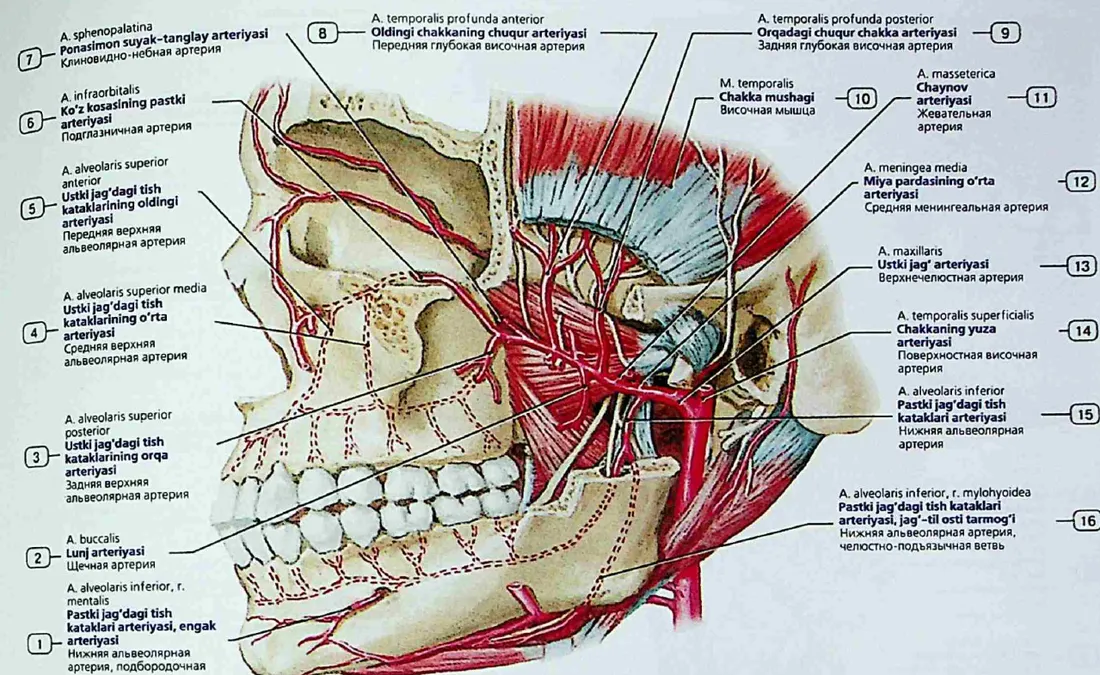 7
A. sphenopalatina
Ponasimon suyak-tanglay arteriyasi
Клиновидно-небная артерия
8
A. temporalis profunda anterior
Oldingi chakkaning chuqur arteriyasi
Передняя глубокая височная артерия
A. temporalis profunda posterior
Orqadagi chuqur chakka arteriyasi
Задняя глубокая височная артерия
9
6
A. infraorbitalis
Ko'z kosasining pastki
arteriyasi
Подглазничная артерия
M. temporalis
Chakka mushagi
Височная мышца
10
A. masseterica
Chaynov
arteriyasi
Жевательная
артерия
11
5
A. alveolaris superior
anterior
Ustki jag'dagi tish
kataklarining oldingi
arteriyasi
Передняя верхняя
альвеолярная артерия
A. meningea media
Miya pardasining o'rta
arteriyasi
Средняя менингеальная артерия
12
A. maxillaris
Ustki jag' arteriyasi
Верхнечелюстная артерия
13
4
A. alveolaris superior media
Ustki jag'dagi tish
kataklarining o'rta
arteriyasi
Средняя верхняя
альвеолярная артерия
A. temporalis superficialis
Chakkaning yuza
arteriyasi
Поверхностная височная
артерия
14
3
A. alveolaris superior
posterior
Ustki jag'dagi tish
kataklarining orqa
arteriyasi
Задняя верхняя
альвеолярная артерия
A. alveolaris inferior
Pastki jag'dagi tish
kataklari arteriyasi
Нижняя альвеолярная
артерия
15
2
A. buccalis
Lunj arteriyasi
Щечная артерия
A. alveolaris inferior, r. mylohyoidea
Pastki jag'dagi tish kataklari
arteriyasi, jag'-til osti tarmog'i
Нижняя альвеолярная артерия,
челюстно-подъязычная ветвь
16
1
A. alveolaris inferior, r.
mentalis
Pastki jag'dagi tish
kataklari arteriyasi, engak
arteriyasi
Нижняя альвеолярная
артерия, подбородочная